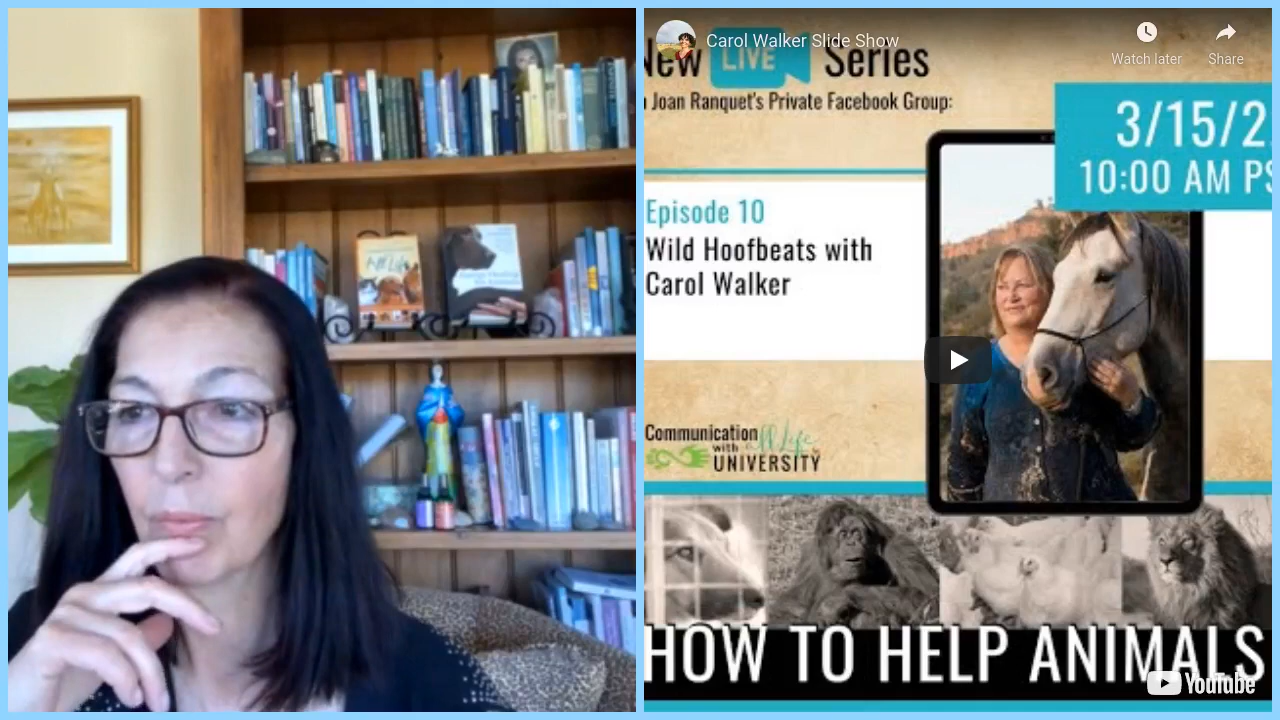 Carol Walker Slide Show
Watch later
Share
New LIVE Series
Joan Ranquet's Private Facebook Group:
3/15/2
10:00 AM PS
Episode 10
Wild Hoofbeats with
Carol Walker
Communication
with all Life
UNIVERSITY
HOW TO HELP ANIMALS
YouTube